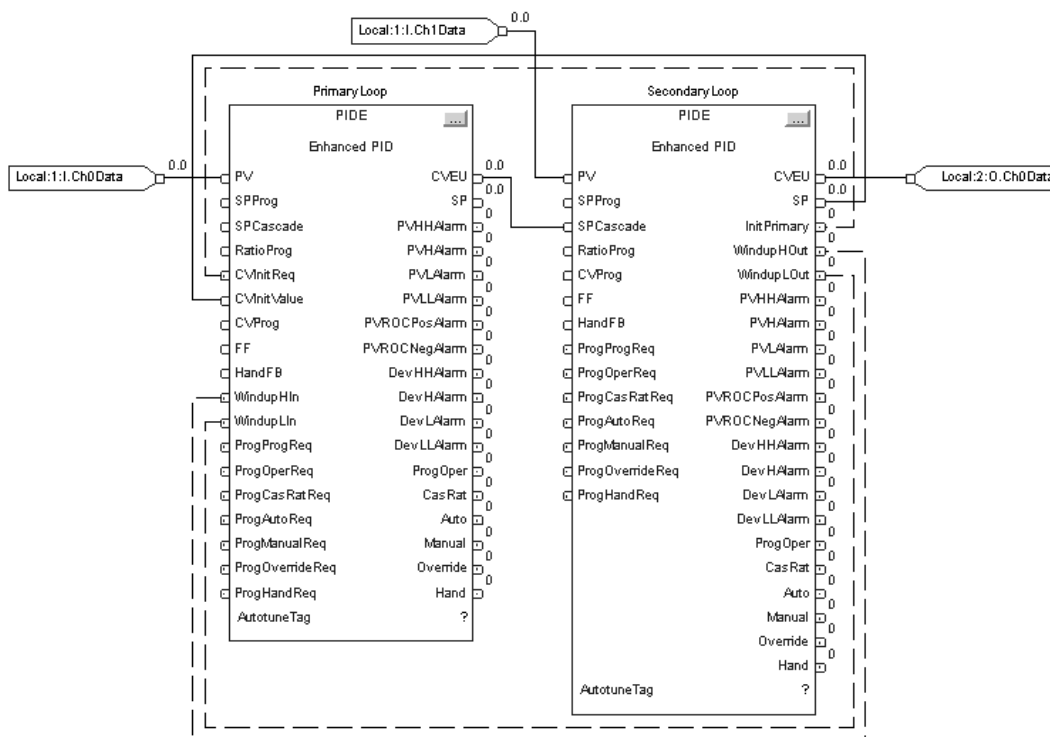 0.0
Local:1:I.Ch1Data
Primary Loop
PIDE
...
Enhanced PID
0.0
Local:1:I.Ch0Data
PV
SPProg
SPCascade
RatioProg
CVInitReq
CVInitValue
CVProg
FF
HandFB
WindupHIn
WindupLIn
ProgProgReq
ProgOperReq
ProgCasRatReq
ProgAutoReq
ProgManualReq
ProgOverrideReq
ProgHandReq
AutotuneTag
?
0.0
CVEU
0.0
SP
0
PVHHAlarm
0
PVHAlarm
0
PVLAlarm
0
PVLLAlarm
0
PVROCPosAlarm
0
PVROCNegAlarm
0
DevHHAlarm
0
DevHAlarm
0
DevLAlarm
0
DevLLAlarm
0
ProgOper
0
CasRat
0
Auto
0
Manual
0
Override
0
Hand
Secondary Loop
PIDE
...
Enhanced PID
PV
SPProg
SPCascade
RatioProg
CVProg
FF
HandFB
ProgProgReq
ProgOperReq
ProgCasRatReq
ProgAutoReq
ProgManualReq
ProgOverrideReq
ProgHandReq
AutotuneTag
?
0.0
CVEU
0.0
SP
0
InitPrimary
0
WindupHOut
0
WindupLOut
0
PVHHAlarm
0
PVHAlarm
0
PVLAlarm
0
PVLLAlarm
0
PVROCPosAlarm
0
PVROCNegAlarm
0
DevHHAlarm
0
DevHAlarm
0
DevLAlarm
0
DevLLAlarm
0
ProgOper
0
CasRat
0
Auto
0
Manual
0
Override
0
Hand
0.0
Local:2:O.Ch0Data